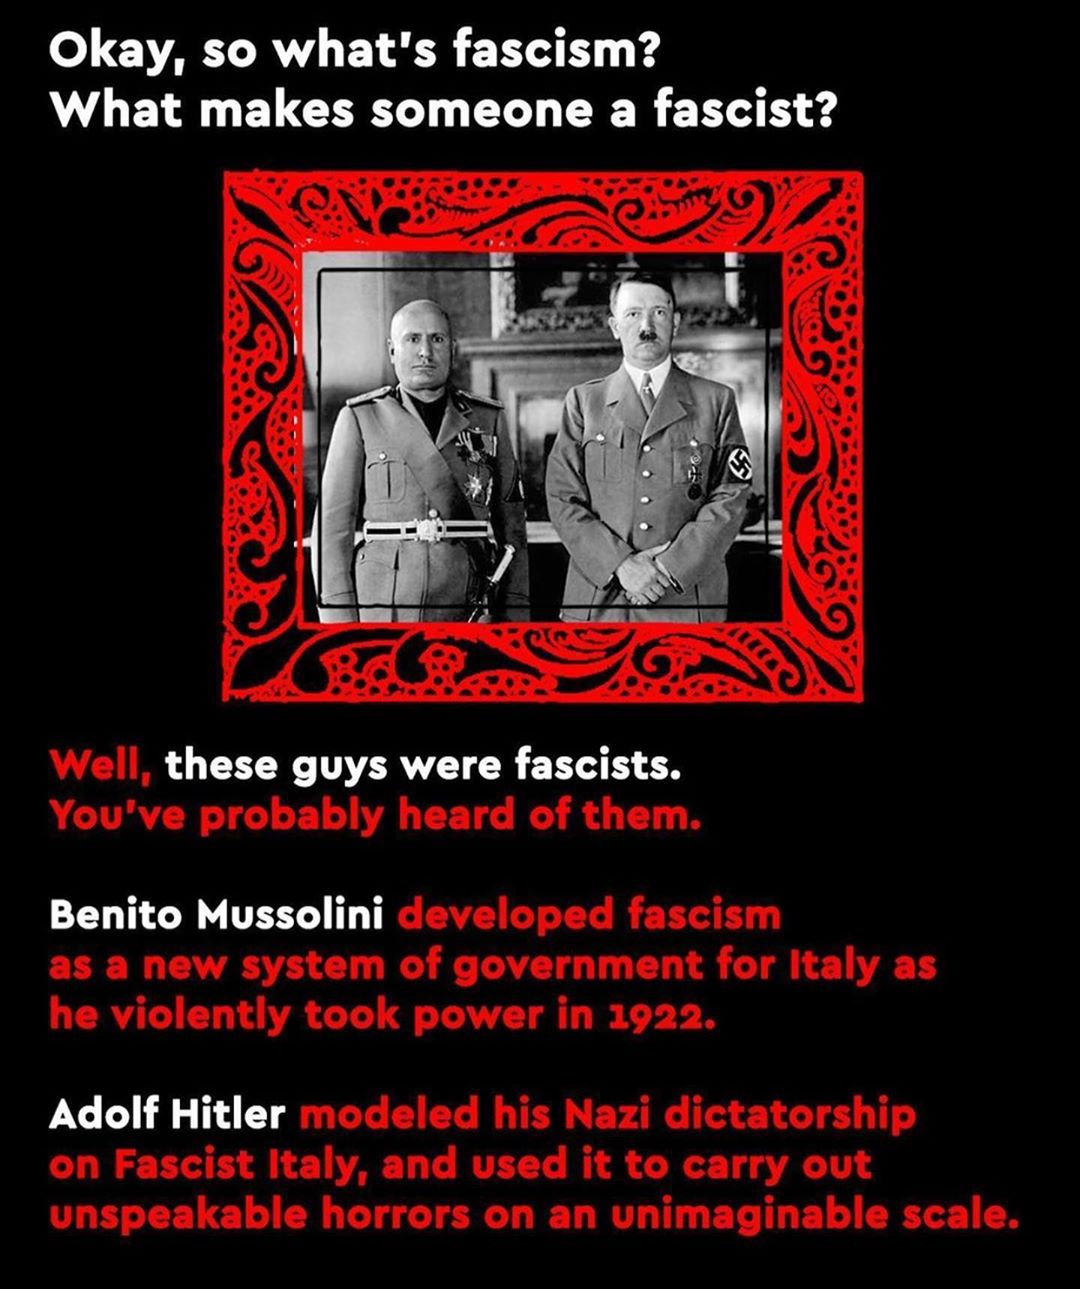 Okay, so what's fascism?
What makes someone a fascist?
Well, these guys were fascists.
You've probably heard of them.
Benito Mussolini developed fascism
as a new system of government for Italy as
he violently took power in 1922.
Adolf Hitler modeled his Nazi dictatorship
on Fascist Italy, and used it to carry out
unspeakable horrors on an unimaginable scale.